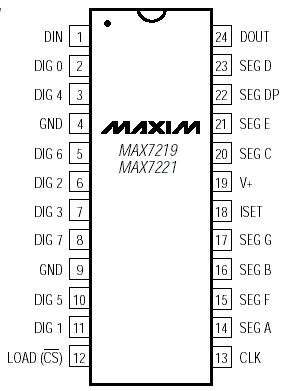 DIN 1 24 DOUT
DIG 0 2 23 SEG D
DIG 4 3 22 SEG DP
GND 4 MAXIM 21 SEG E
MAX7219
DIG 6 5 20 SEG C
MAX7221
DIG 2 6 19 V+
DIG 3 7 18 ISET
DIG 7 8 17 SEG G
GND 9 16 SEG B
DIG 5 10 15 SEG F
DIG 1 11 14 SEG A
LOAD (C̅S̅) 12 13 CLK